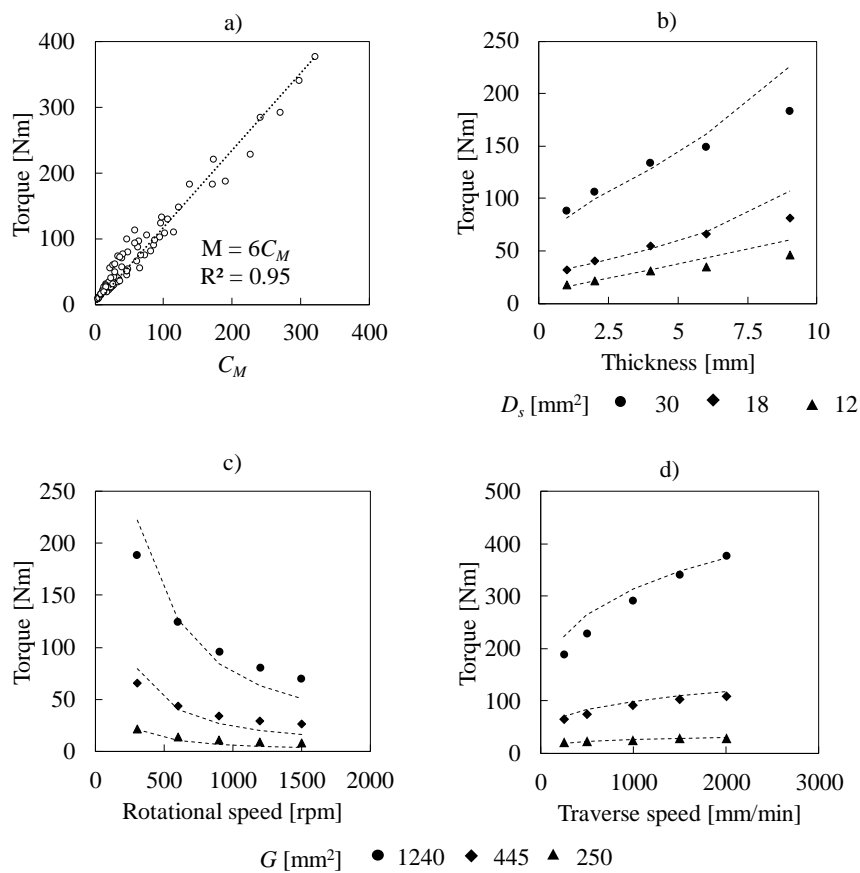 a)
400
300
200
100
0
Torque [Nm]
M = 6C_M
R² = 0.95
0 100 200 300 400
C_M
b)
250
200
150
100
50
0
Torque [Nm]
0 2.5 5 7.5 10
Thickness [mm]
D_s [mm²] 30 18 12
c)
250
200
150
100
50
0
Torque [Nm]
0 500 1000 1500 2000
Rotational speed [rpm]
d)
500
400
300
200
100
0
Torque [Nm]
0 1000 2000 3000
Traverse speed [mm/min]
G [mm²] 1240 445 250